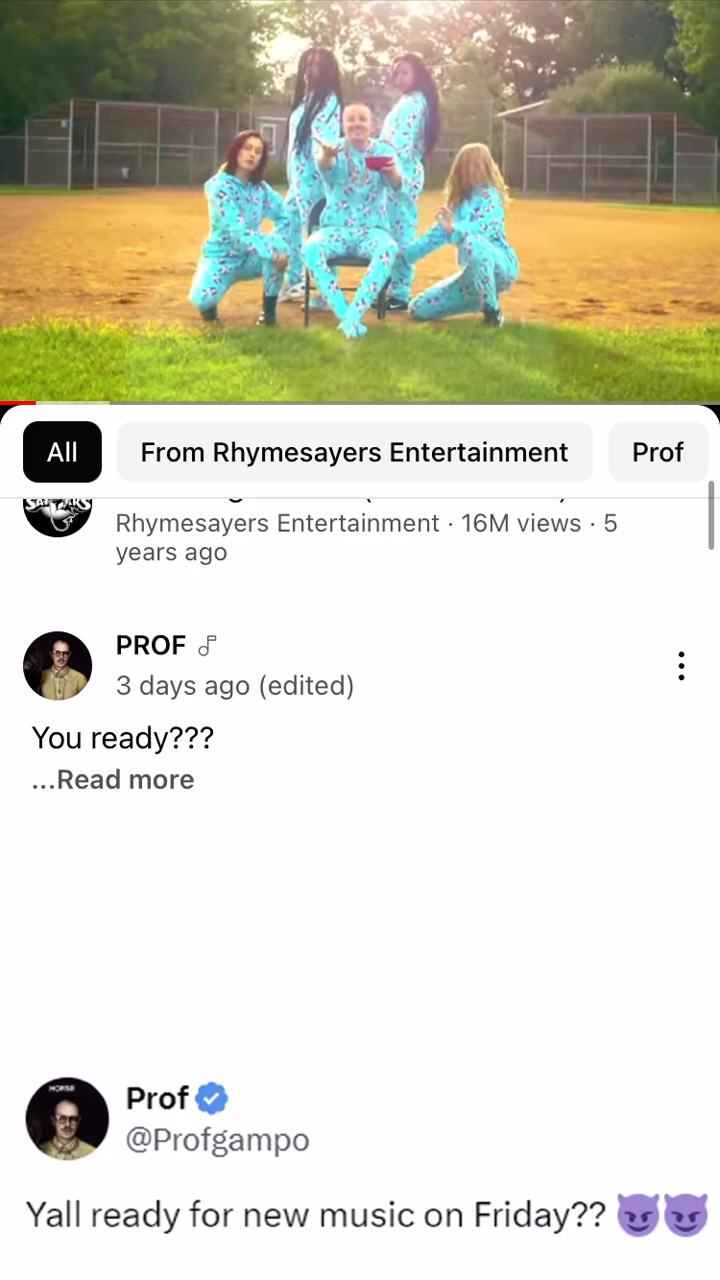 All
From Rhymesayers Entertainment
Prof
Rhymesayers Entertainment · 16M views · 5
years ago
PROF
3 days ago (edited)
You ready???
...Read more
HORSE
Prof
@Profgampo
Yall ready for new music on Friday?? 😈😈